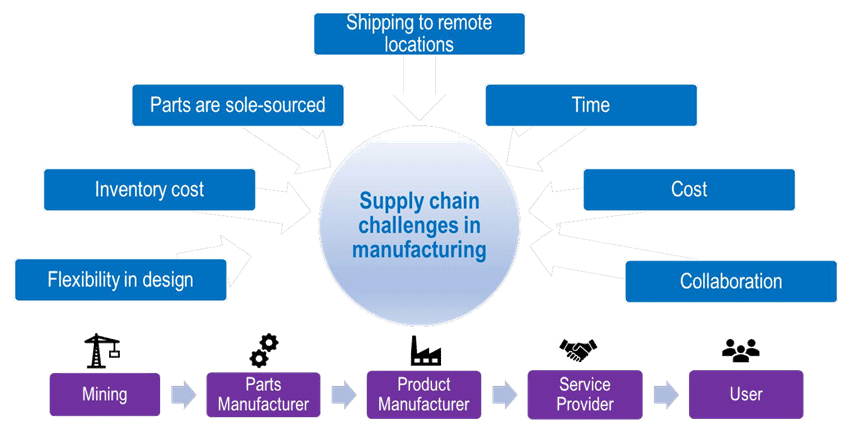 Shipping to remote
locations
Parts are sole-sourced
Time
Inventory cost
Supply chain
challenges in
manufacturing
Cost
Flexibility in design
Collaboration
Mining
Parts
Manufacturer
Product
Manufacturer
Service
Provider
User